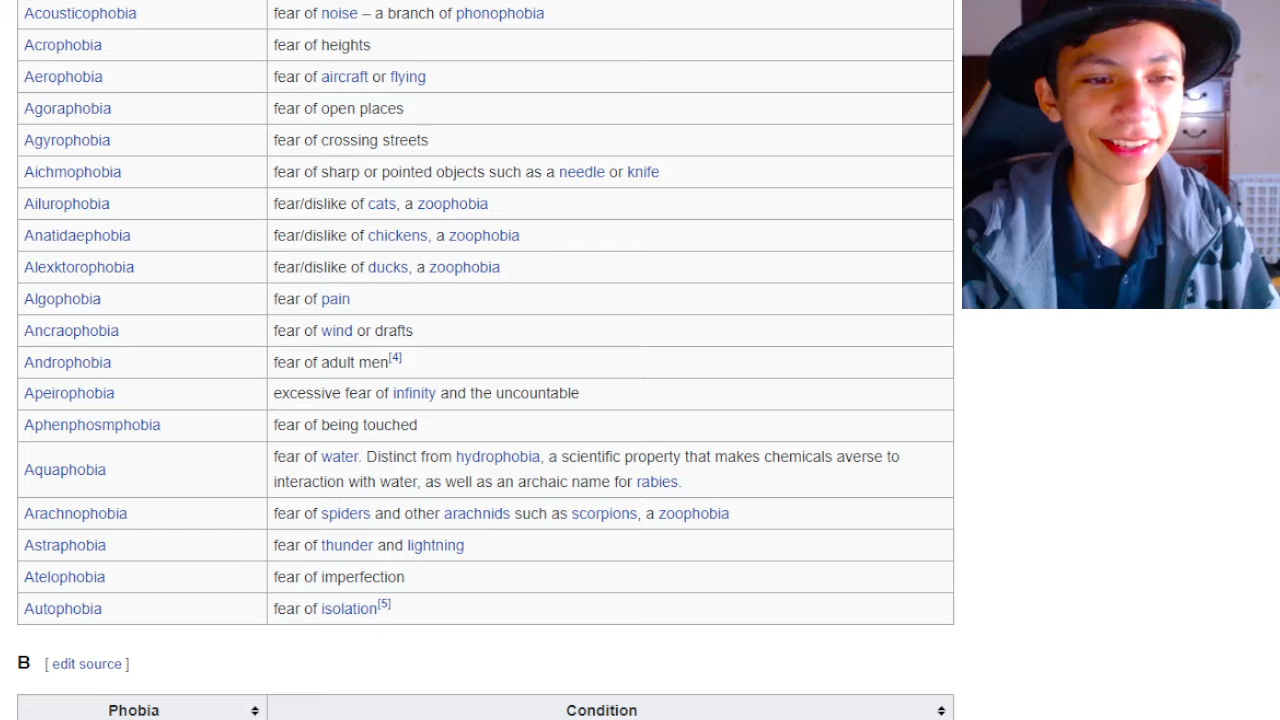 Acousticophobia fear of noise – a branch of phonophobia
Acrophobia fear of heights
Aerophobia fear of aircraft or flying
Agoraphobia fear of open places
Agyrophobia fear of crossing streets
Aichmophobia fear of sharp or pointed objects such as a needle or knife
Ailurophobia fear/dislike of cats, a zoophobia
Anatidaephobia fear/dislike of chickens, a zoophobia
Alexktorophobia fear/dislike of ducks, a zoophobia
Algophobia fear of pain
Ancraophobia fear of wind or drafts
Androphobia fear of adult men[4]
Apeirophobia excessive fear of infinity and the uncountable
Aphenphosmphobia fear of being touched
Aquaphobia fear of water. Distinct from hydrophobia, a scientific property that makes chemicals averse to
interaction with water, as well as an archaic name for rabies.
Arachnophobia fear of spiders and other arachnids such as scorpions, a zoophobia
Astraphobia fear of thunder and lightning
Atelophobia fear of imperfection
Autophobia fear of isolation[5]
B [ edit source ]
Phobia Condition